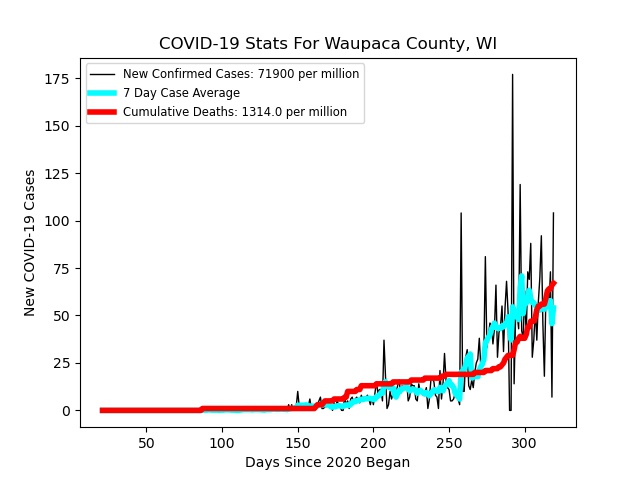 COVID-19 Stats For Waupaca County, WI
New Confirmed Cases: 71900 per million
7 Day Case Average
Cumulative Deaths: 1314.0 per million
New COVID-19 Cases
175
150
125
100
75
50
25
0
50 100 150 200 250 300
Days Since 2020 Began